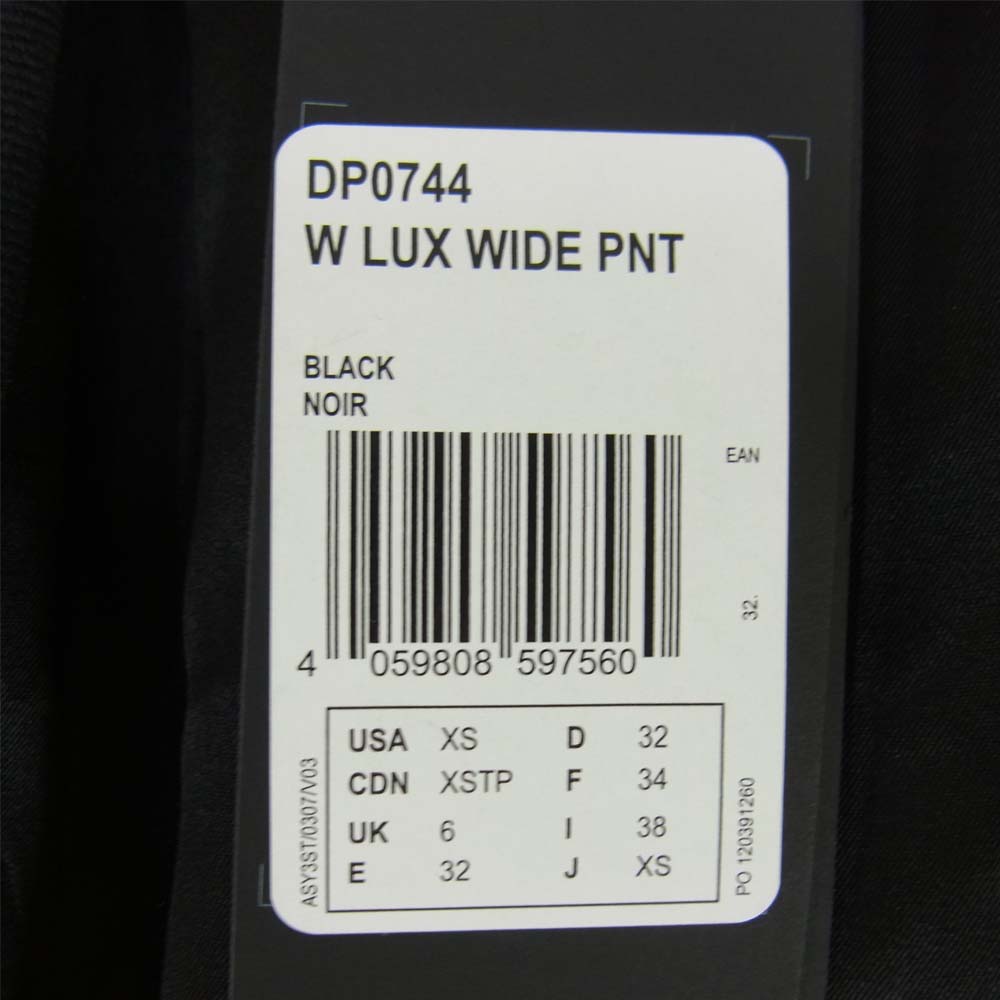 DP0744
W LUX WIDE PNT
BLACK
NOIR
EAN
32.
4 059808 597560
USA XS D 32
CDN XSTP F 34
UK 6 I 38
E 32 J XS
ASY3ST/0307/V03
PO 120391260